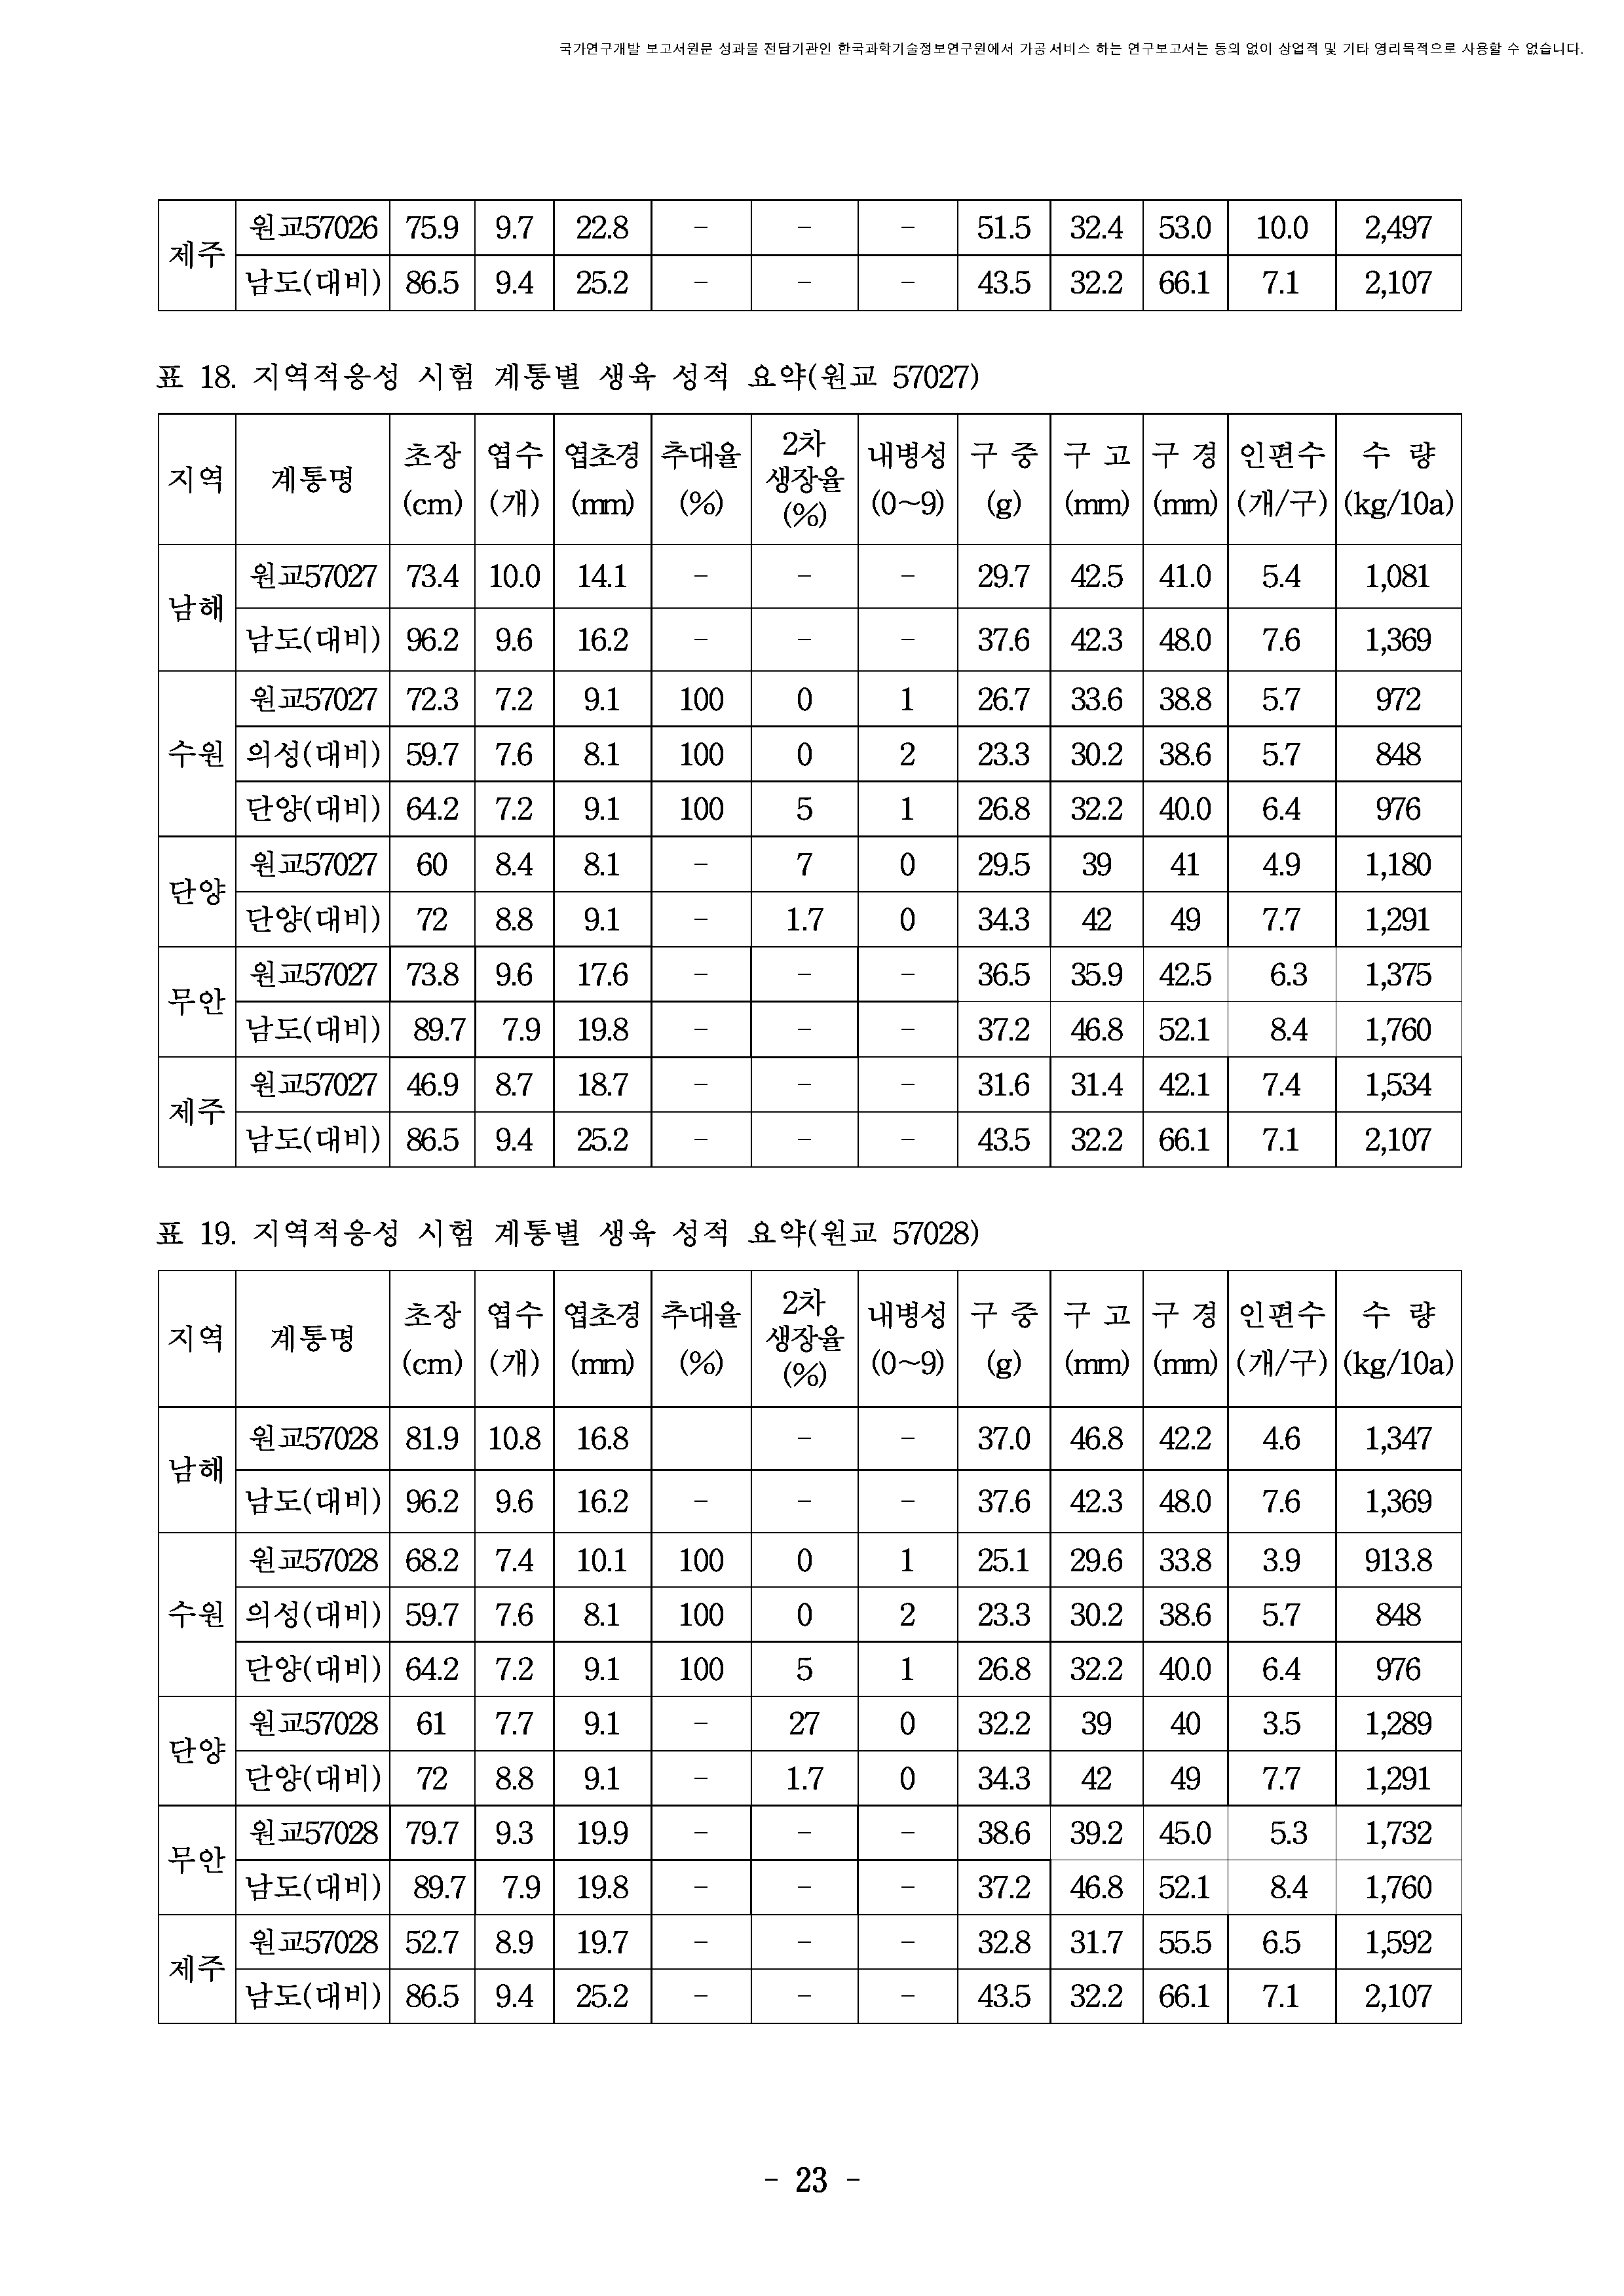 국가연구개발 보고서원문 성과물 전담기관인 한국과학기술정보연구원에서 가공·서비스 하는 연구보고서는 동의 없이 상업적 및 기타 영리목적으로 사용할 수 없습니다.
제주 원교57026 75.9 9.7 22.8 - - - 51.5 32.4 53.0 10.0 2,497
남도(대비) 86.5 9.4 25.2 - - - 43.5 32.2 66.1 7.1 2,107
표 18. 지역적응성 시험 계통별 생육 성적 요약(원교 57027)
지역 계통명 초장 (cm) 엽수 (개) 엽초경 (mm) 추대율 (%) 2차 생장율 (%) 내병성 (0~9) 구 중 (g) 구 고 (mm) 구 경 (mm) 인편수 (개/구) 수 량 (kg/10a)
남해 원교57027 73.4 10.0 14.1 - - - 29.7 42.5 41.0 5.4 1,081
남도(대비) 96.2 9.6 16.2 - - - 37.6 42.3 48.0 7.6 1,369
수원 원교57027 72.3 7.2 9.1 100 0 1 26.7 33.6 38.8 5.7 972
의성(대비) 59.7 7.6 8.1 100 0 2 23.3 30.2 38.6 5.7 848
단양(대비) 64.2 7.2 9.1 100 5 1 26.8 32.2 40.0 6.4 976
단양 원교57027 60 8.4 8.1 - 7 0 29.5 39 41 4.9 1,180
단양(대비) 72 8.8 9.1 - 1.7 0 34.3 42 49 7.7 1,291
무안 원교57027 73.8 9.6 17.6 - - - 36.5 35.9 42.5 6.3 1,375
남도(대비) 89.7 7.9 19.8 - - - 37.2 46.8 52.1 8.4 1,760
제주 원교57027 46.9 8.7 18.7 - - - 31.6 31.4 42.1 7.4 1,534
남도(대비) 86.5 9.4 25.2 - - - 43.5 32.2 66.1 7.1 2,107
표 19. 지역적응성 시험 계통별 생육 성적 요약(원교 57028)
지역 계통명 초장 (cm) 엽수 (개) 엽초경 (mm) 추대율 (%) 2차 생장율 (%) 내병성 (0~9) 구 중 (g) 구 고 (mm) 구 경 (mm) 인편수 (개/구) 수 량 (kg/10a)
남해 원교57028 81.9 10.8 16.8 - - 37.0 46.8 42.2 4.6 1,347
남도(대비) 96.2 9.6 16.2 - - - 37.6 42.3 48.0 7.6 1,369
수원 원교57028 68.2 7.4 10.1 100 0 1 25.1 29.6 33.8 3.9 913.8
의성(대비) 59.7 7.6 8.1 100 0 2 23.3 30.2 38.6 5.7 848
단양(대비) 64.2 7.2 9.1 100 5 1 26.8 32.2 40.0 6.4 976
단양 원교57028 61 7.7 9.1 - 27 0 32.2 39 40 3.5 1,289
단양(대비) 72 8.8 9.1 - 1.7 0 34.3 42 49 7.7 1,291
무안 원교57028 79.7 9.3 19.9 - - - 38.6 39.2 45.0 5.3 1,732
남도(대비) 89.7 7.9 19.8 - - - 37.2 46.8 52.1 8.4 1,760
제주 원교57028 52.7 8.9 19.7 - - - 32.8 31.7 55.5 6.5 1,592
남도(대비) 86.5 9.4 25.2 - - - 43.5 32.2 66.1 7.1 2,107
- 23 -